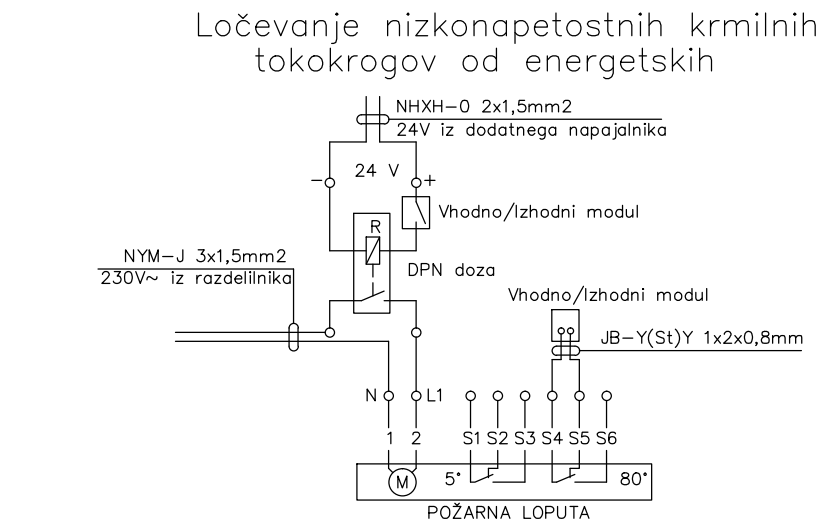 Ločevanje nizkonapetostnih krmilnih
tokokrogov od energetskih
NHXH-O 2x1,5mm2
24V iz dodatnega napajalnika
24 V
- +
Vhodno/Izhodni modul
R
NYM-J 3x1,5mm2
230V~ iz razdelilnika
DPN doza
Vhodno/Izhodni modul
JB-Y(St)Y 1x2x0,8mm
N L1
1 2 S1 S2 S3 S4 S5 S6
M 5° 80°
POŽARNA LOPUTA